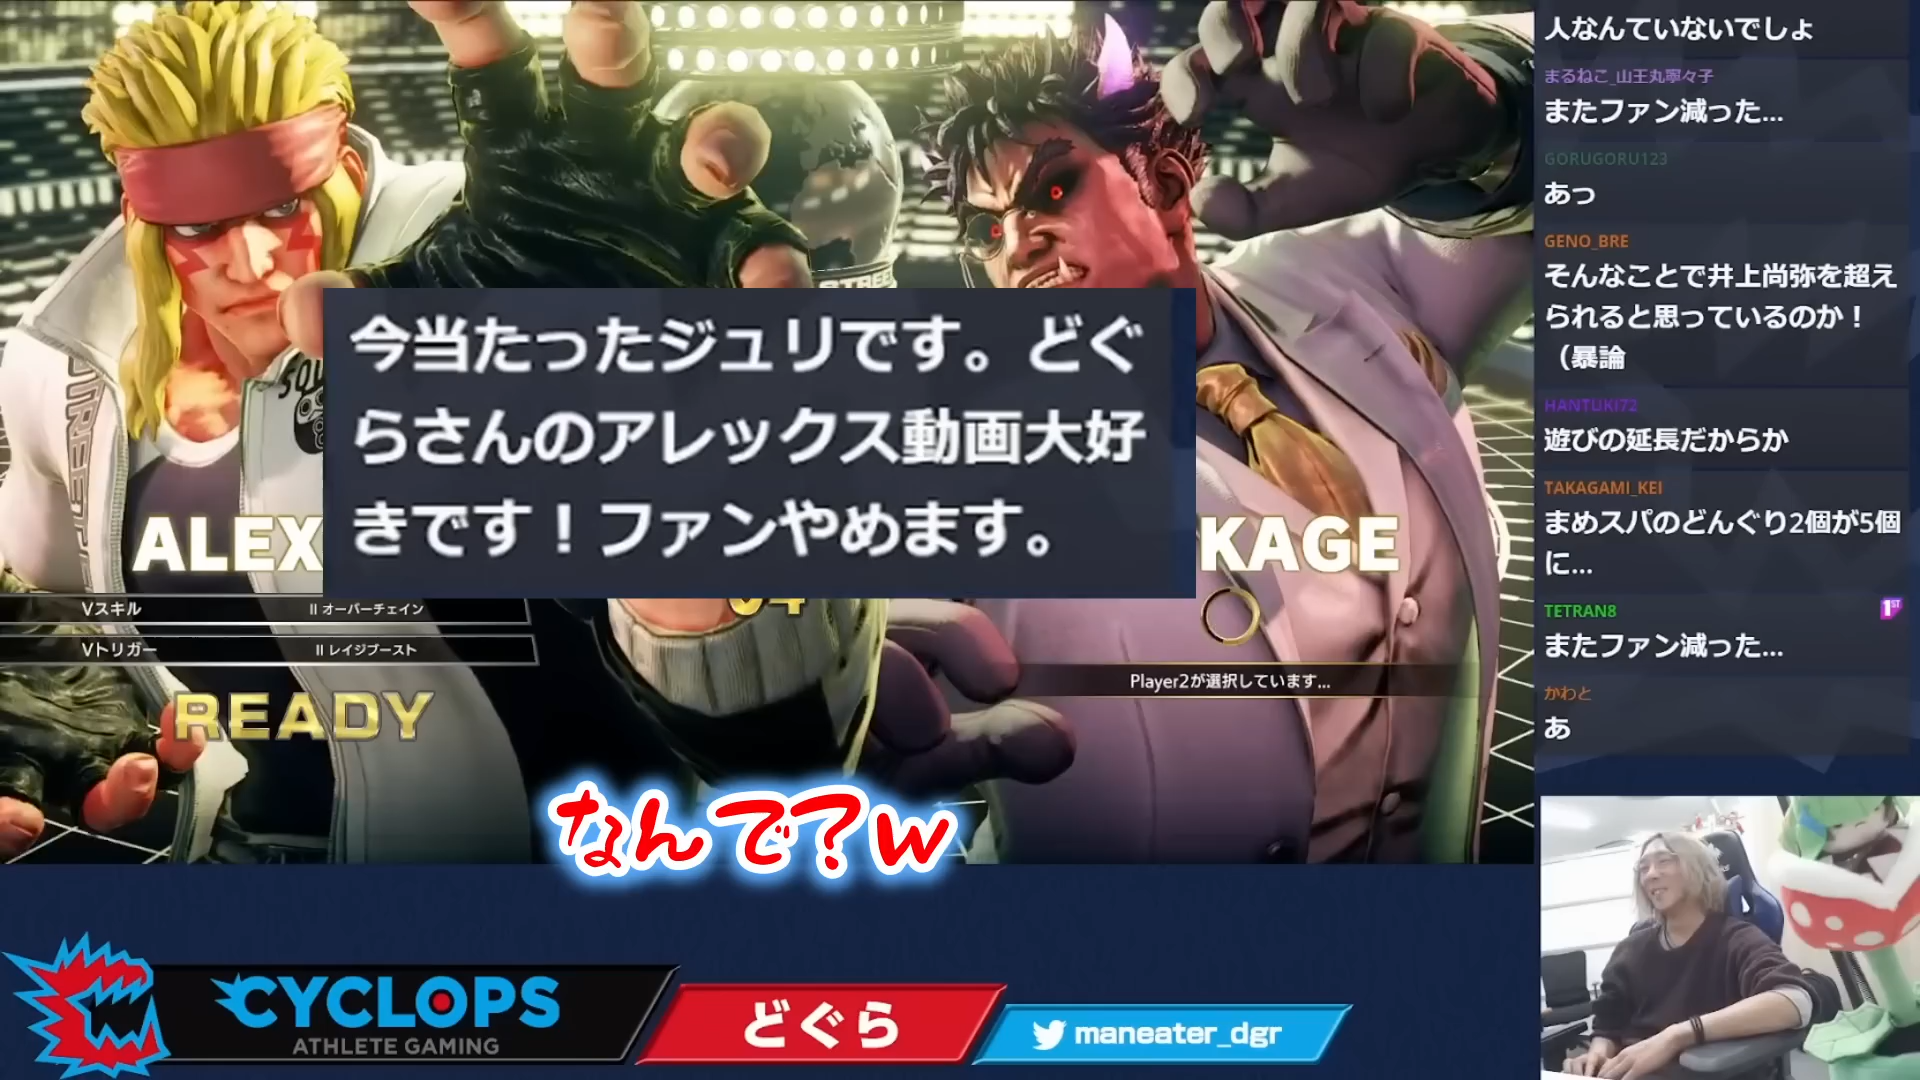 今当たったジュリです。どぐ
らさんのアレックス動画大好
きです！ファンやめます。
ALEX
KAGE
Vスキル
II オーバーチェイン
Vトリガー
II レイジブースト
READY
Player2が選択しています...
なんで？w
CYCLOPS
ATHLETE GAMING
どぐら
maneater_dgr
人なんていないでしょ
まるねこ_山王丸寧々子
またファン減った...
GORUGORU123
あっ
GENO_BRE
そんなことで井上尚弥を超え
られると思っているのか！
（暴論
HANTUKI72
遊びの延長だからか
TAKAGAMI_KEI
まめスパのどんぐり2個が5個
に...
TETRAN8
1ST
またファン減った...
かわと
あ